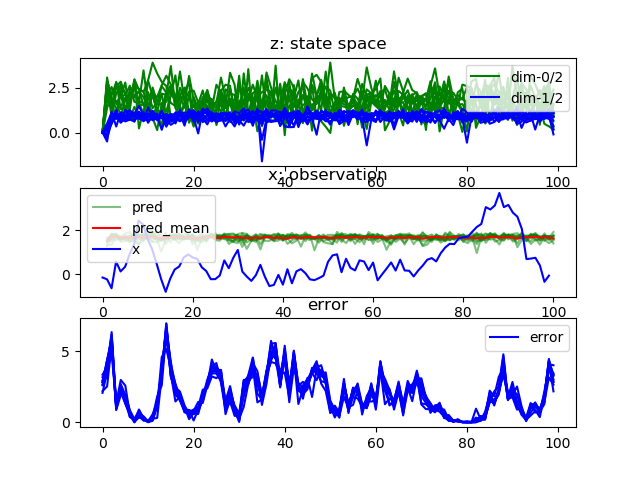 z: state space
2.5
0.0
dim-0/2
dim-1/2
0 20 40 60 80 100
x: observation
2
0
pred
pred_mean
x
0 20 40 60 80 100
error
5
0
error
0 20 40 60 80 100